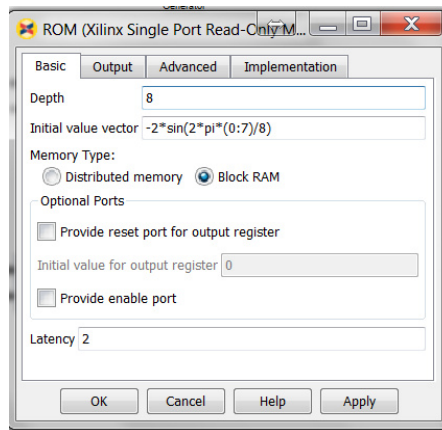 Generator
ROM (Xilinx Single Port Read-Only M...
Basic Output Advanced Implementation
Depth 8
Initial value vector -2*sin(2*pi*(0:7)/8)
Memory Type:
Distributed memory Block RAM
Optional Ports
Provide reset port for output register
Initial value for output register 0
Provide enable port
Latency 2
OK Cancel Help Apply